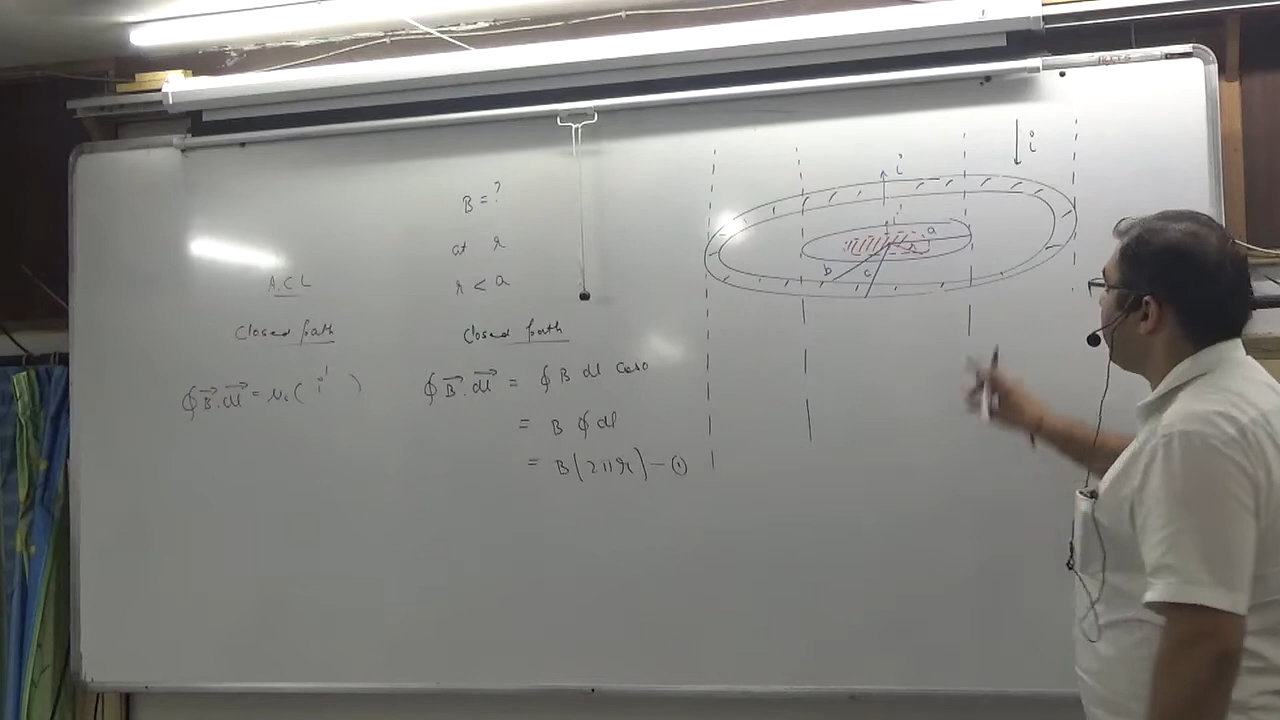 B = ?
at r
r < a
A.C.L
Closed path
∮B⃗.dl⃗ = μ₀( i' )
Closed path
∮B⃗.dl⃗ = ∮ B dl Cos0
= B ∮ dl
= B(2πr) — ①
i
i
i'
a
r
b
c